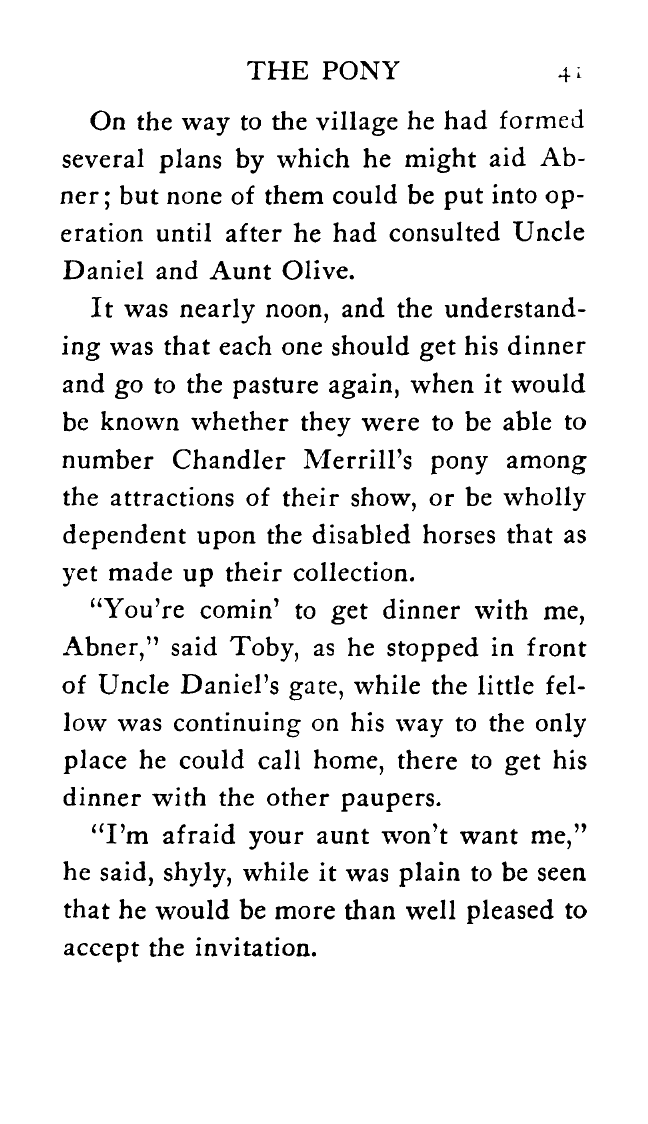 THE PONY 41
On the way to the village he had formed
several plans by which he might aid Ab-
ner; but none of them could be put into op-
eration until after he had consulted Uncle
Daniel and Aunt Olive.
It was nearly noon, and the understand-
ing was that each one should get his dinner
and go to the pasture again, when it would
be known whether they were to be able to
number Chandler Merrill's pony among
the attractions of their show, or be wholly
dependent upon the disabled horses that as
yet made up their collection.
"You're comin' to get dinner with me,
Abner," said Toby, as he stopped in front
of Uncle Daniel's gate, while the little fel-
low was continuing on his way to the only
place he could call home, there to get his
dinner with the other paupers.
"I'm afraid your aunt won't want me,"
he said, shyly, while it was plain to be seen
that he would be more than well pleased to
accept the invitation.